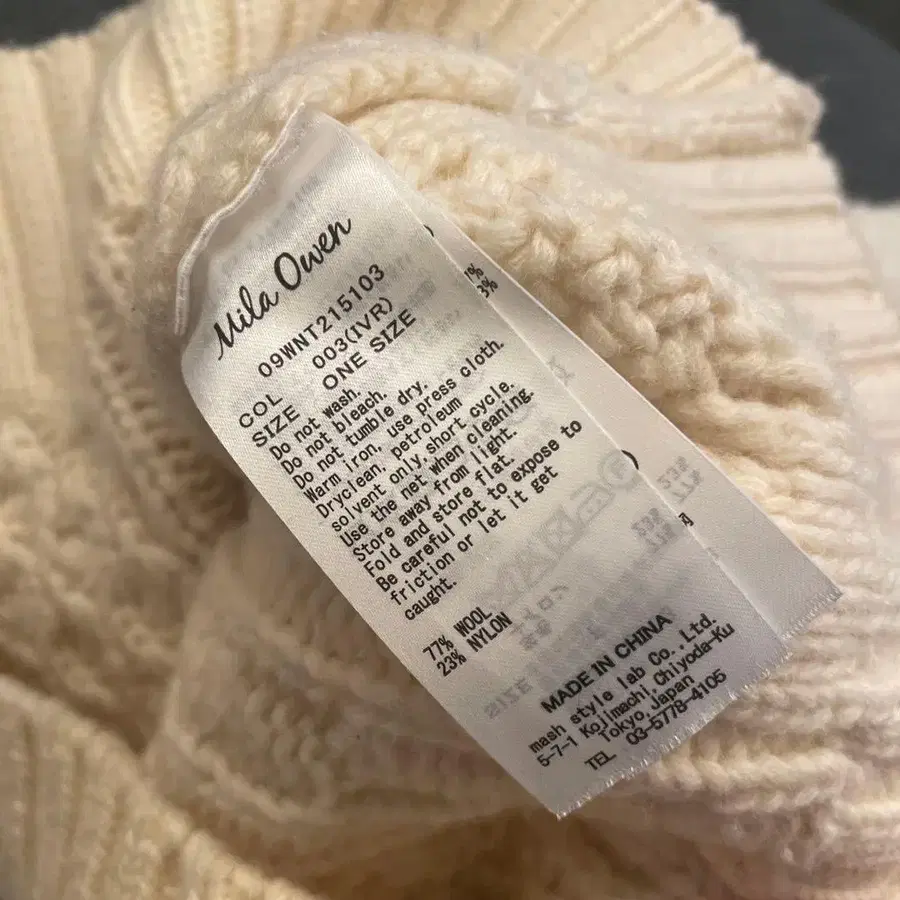 Mila Owen
09WNT215103
COL 003(IVR)
SIZE ONE SIZE
Do not wash.
Do not bleach.
Do not tumble dry.
Warm iron, use press cloth.
Dryclean, petroleum
solvent only, short cycle.
Use the net when cleaning.
Store away from light.
Fold and store flat.
Be careful not to expose to
friction or let it get
caught.
77% WOOL
23% NYLON
MADE IN CHINA
mash style lab Co.,Ltd.
5-7-1 Kojimachi, Chiyoda-Ku
Tokyo, Japan
TEL 03-5778-4105